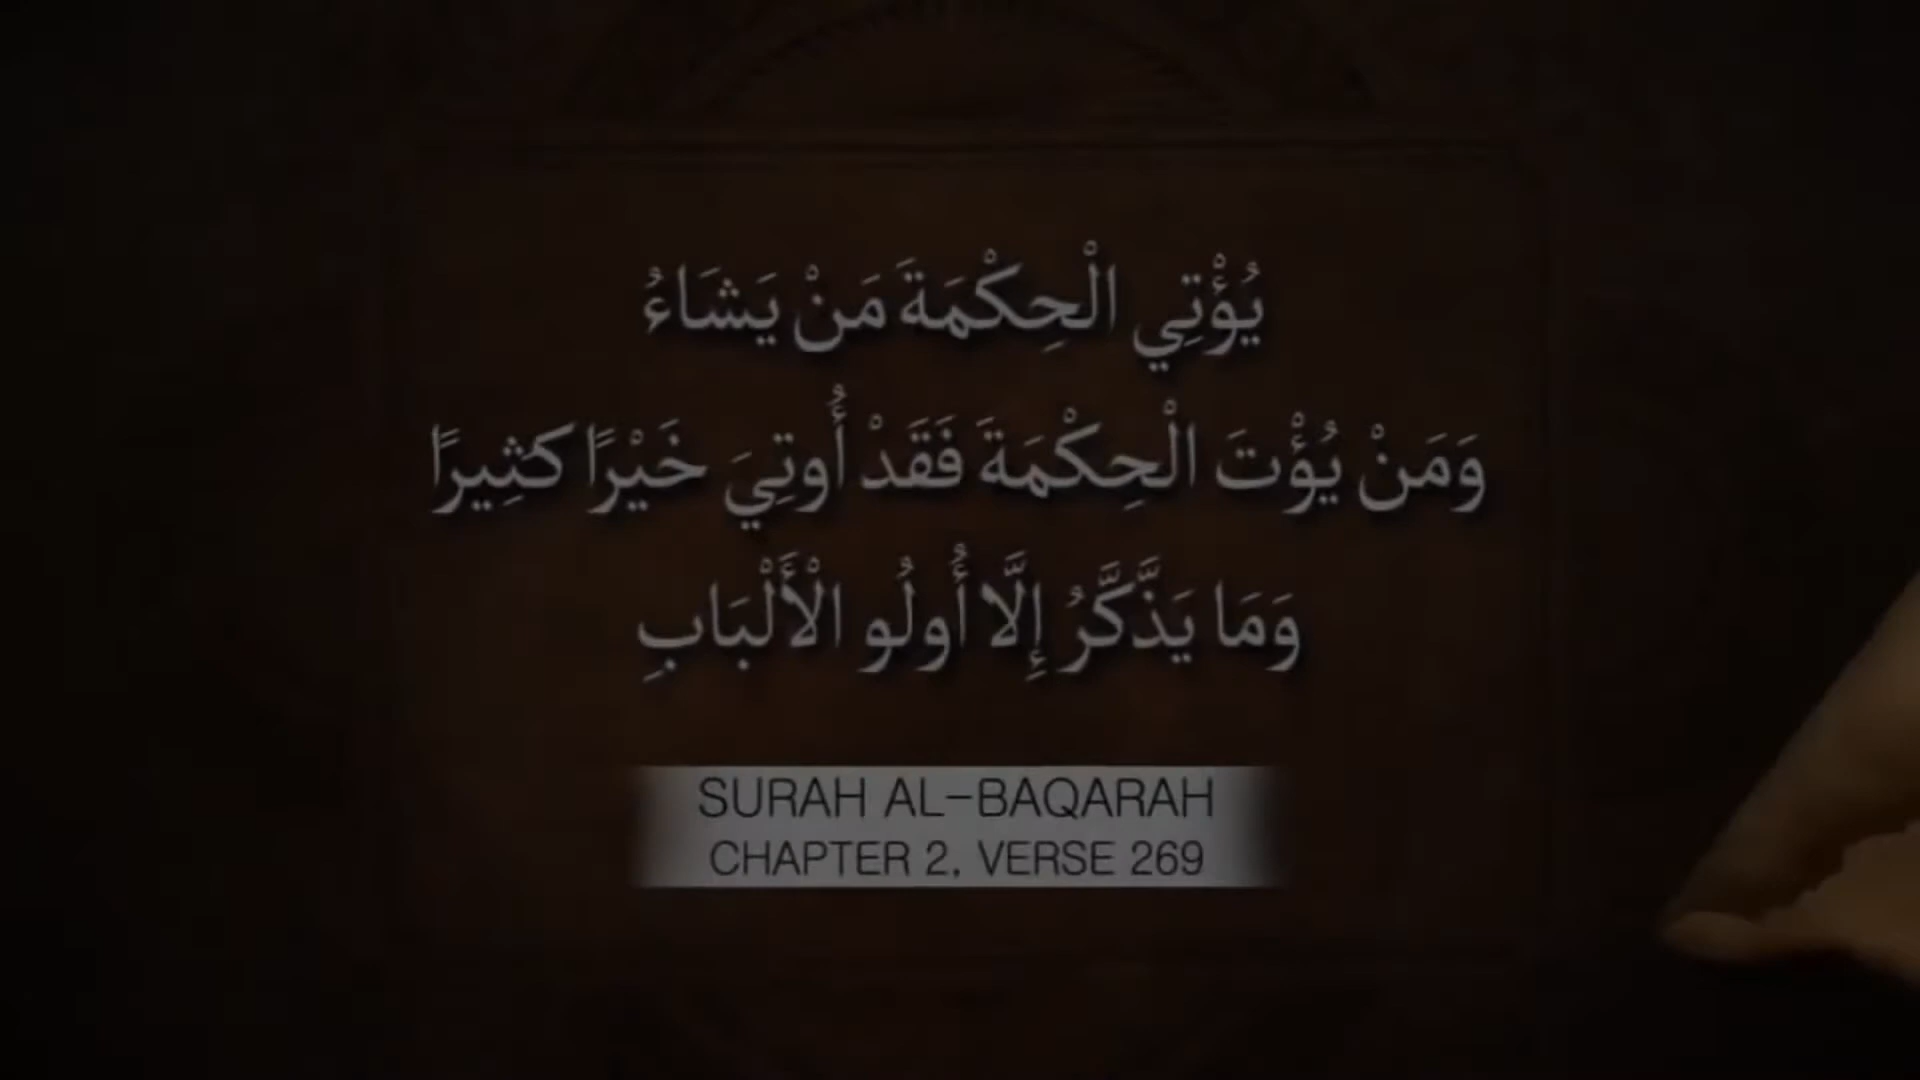 يُؤْتِي الْحِكْمَةَ مَنْ يَشَاءُ
وَمَنْ يُؤْتَ الْحِكْمَةَ فَقَدْ أُوتِيَ خَيْرًا كَثِيرًا
وَمَا يَذَّكَّرُ إِلَّا أُولُو الْأَلْبَابِ
SURAH AL-BAQARAH
CHAPTER 2, VERSE 269